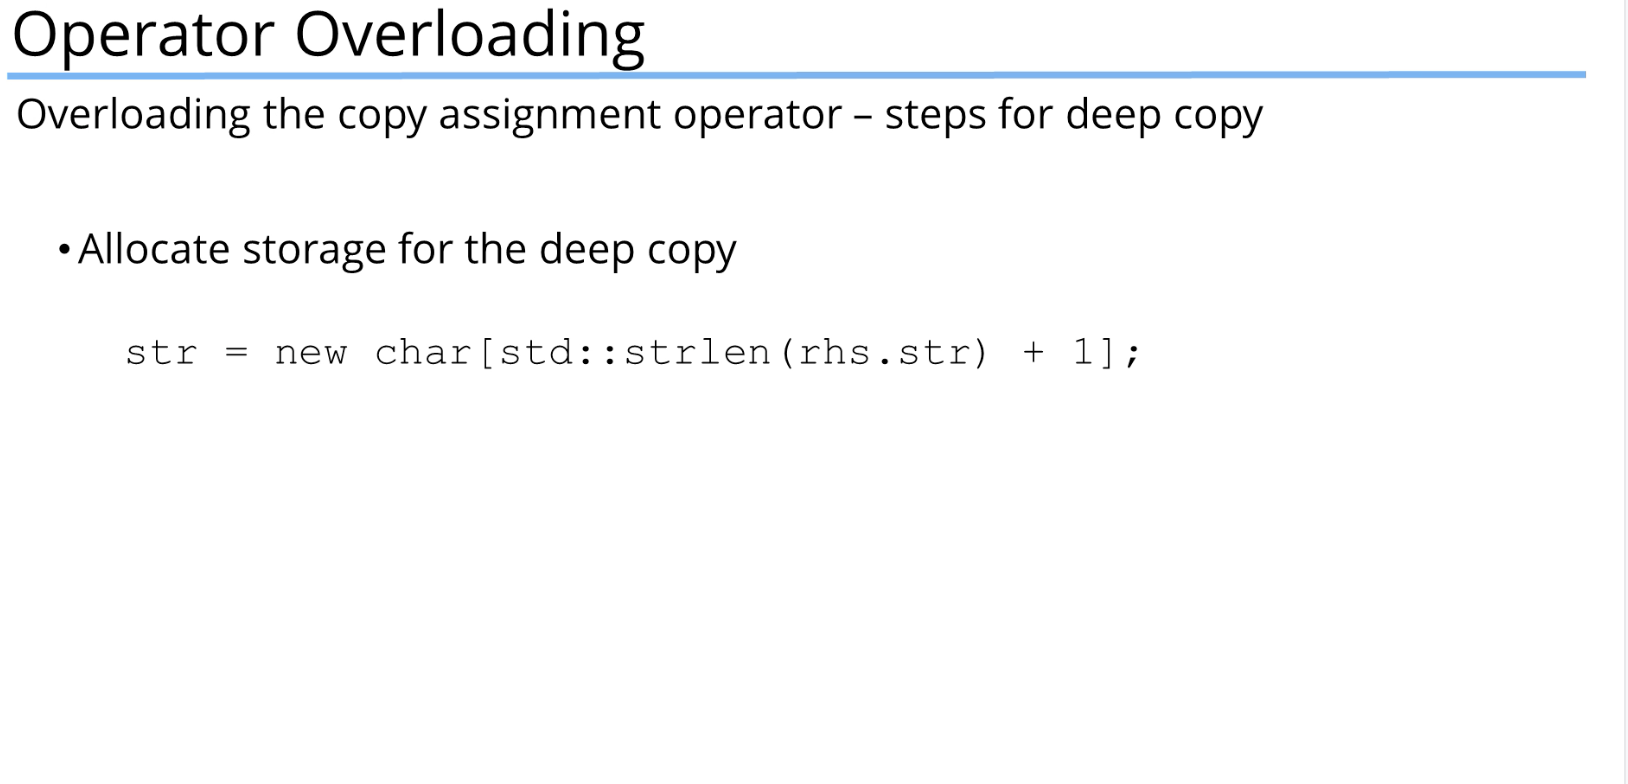 Operator Overloading
Overloading the copy assignment operator – steps for deep copy
• Allocate storage for the deep copy
str = new char[std::strlen(rhs.str) + 1];